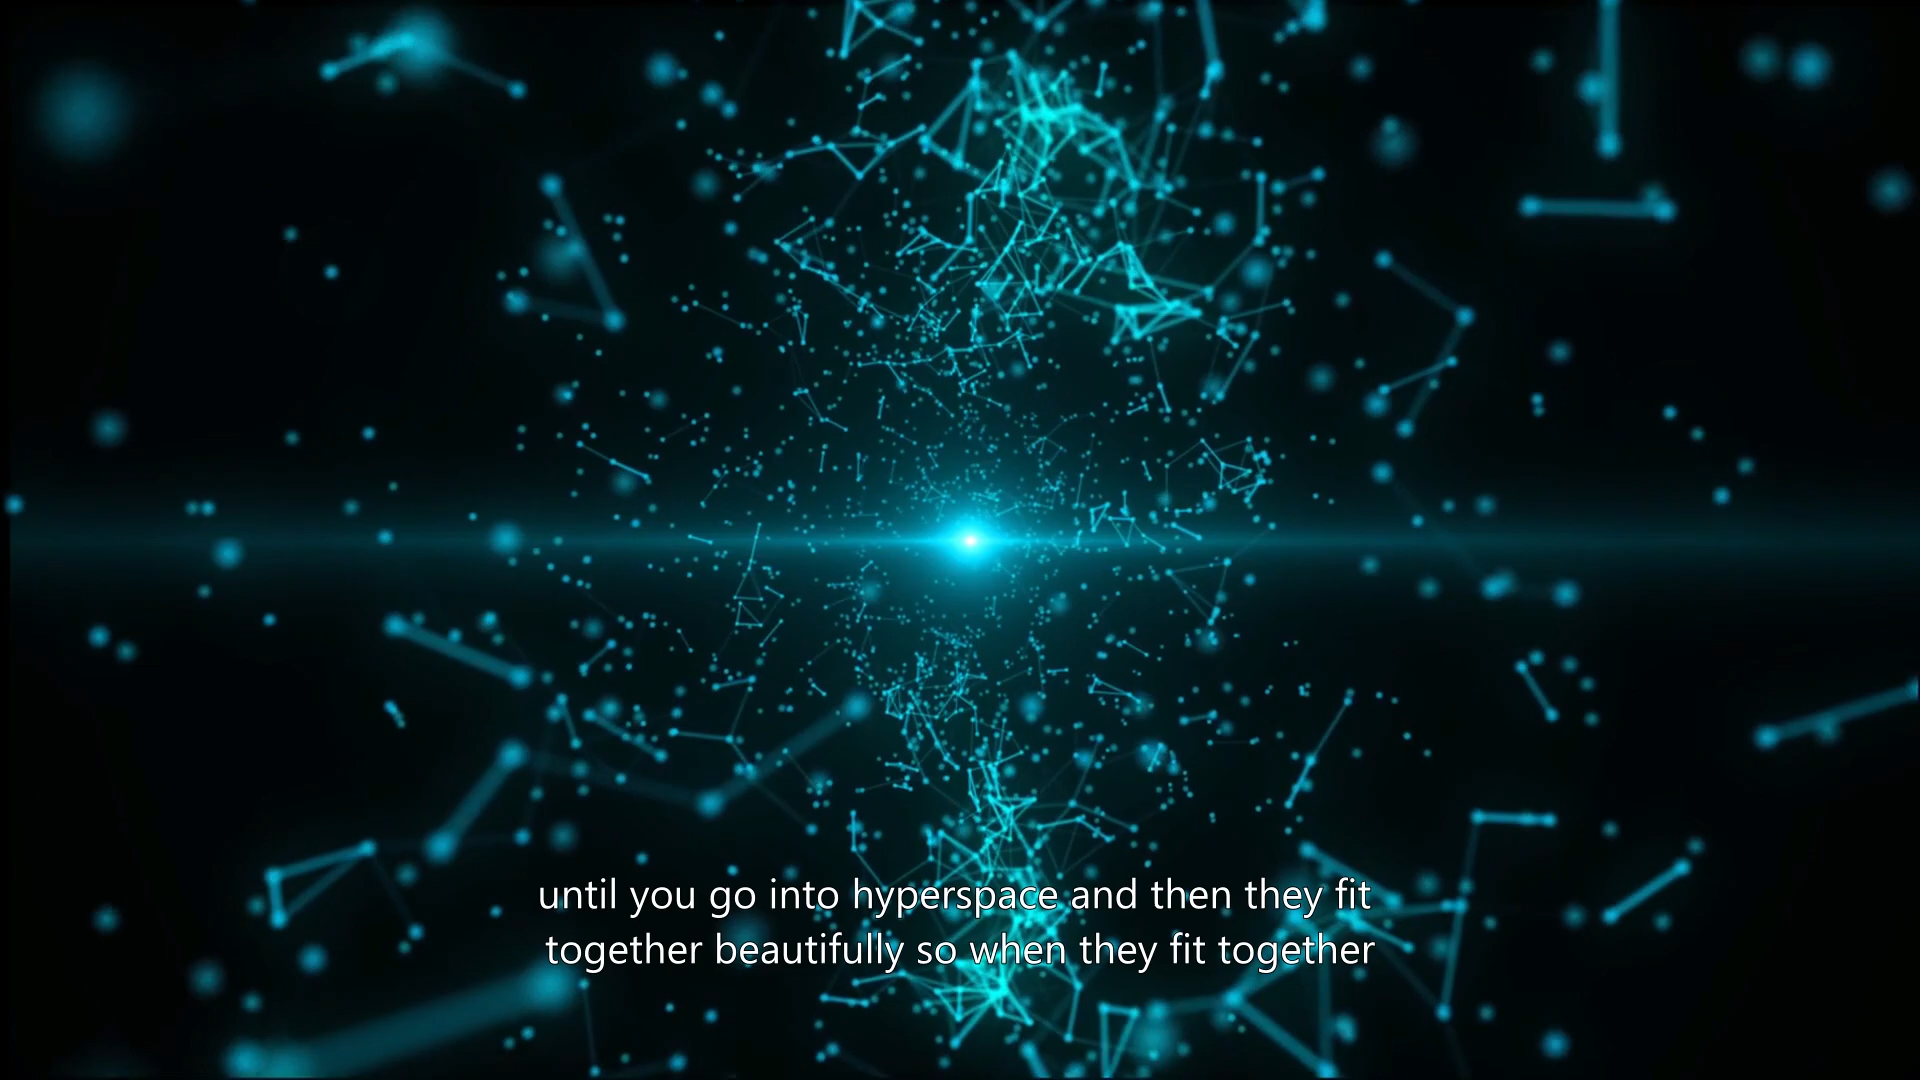 until you go into hyperspace and then they fit
together beautifully so when they fit together